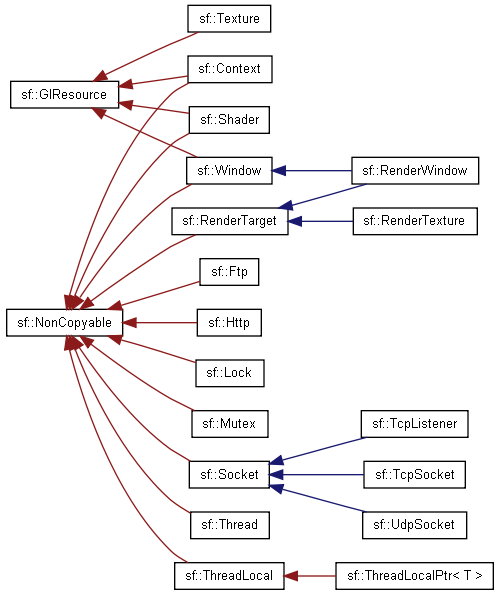 sf::Texture
sf::Context
sf::GlResource
sf::Shader
sf::Window
sf::RenderWindow
sf::RenderTarget
sf::RenderTexture
sf::Ftp
sf::NonCopyable
sf::Http
sf::Lock
sf::Mutex
sf::TcpListener
sf::Socket
sf::TcpSocket
sf::Thread
sf::UdpSocket
sf::ThreadLocal
sf::ThreadLocalPtr< T >